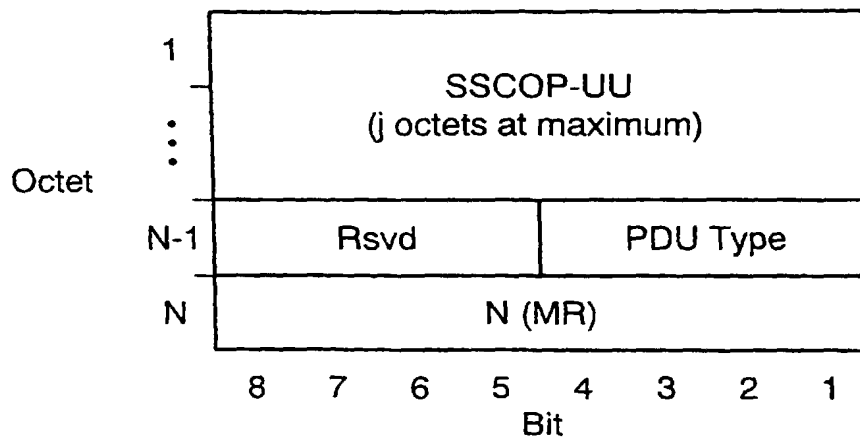 1
SSCOP-UU
(j octets at maximum)
Octet
N-1 Rsvd PDU Type
N N (MR)
8 7 6 5 4 3 2 1
Bit